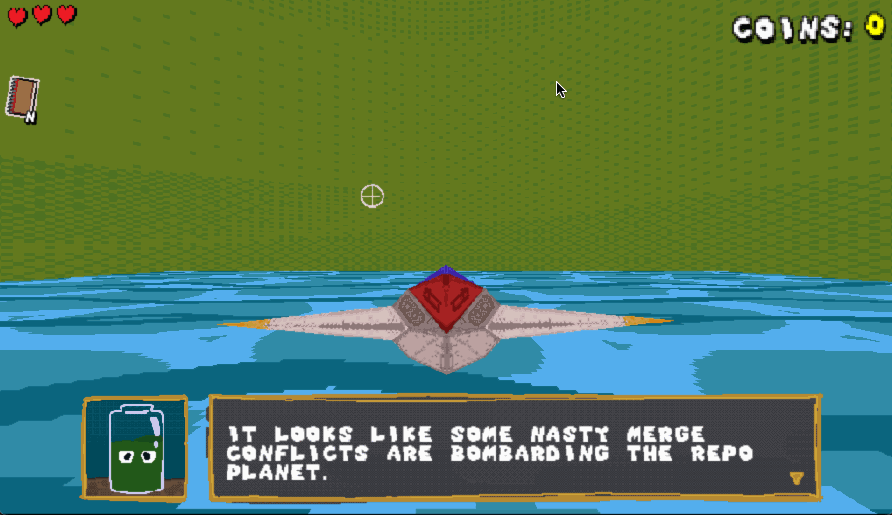 COINS: 0
N
IT LOOKS LIKE SOME NASTY MERGE
CONFLICTS ARE BOMBARDING THE REPO
PLANET.